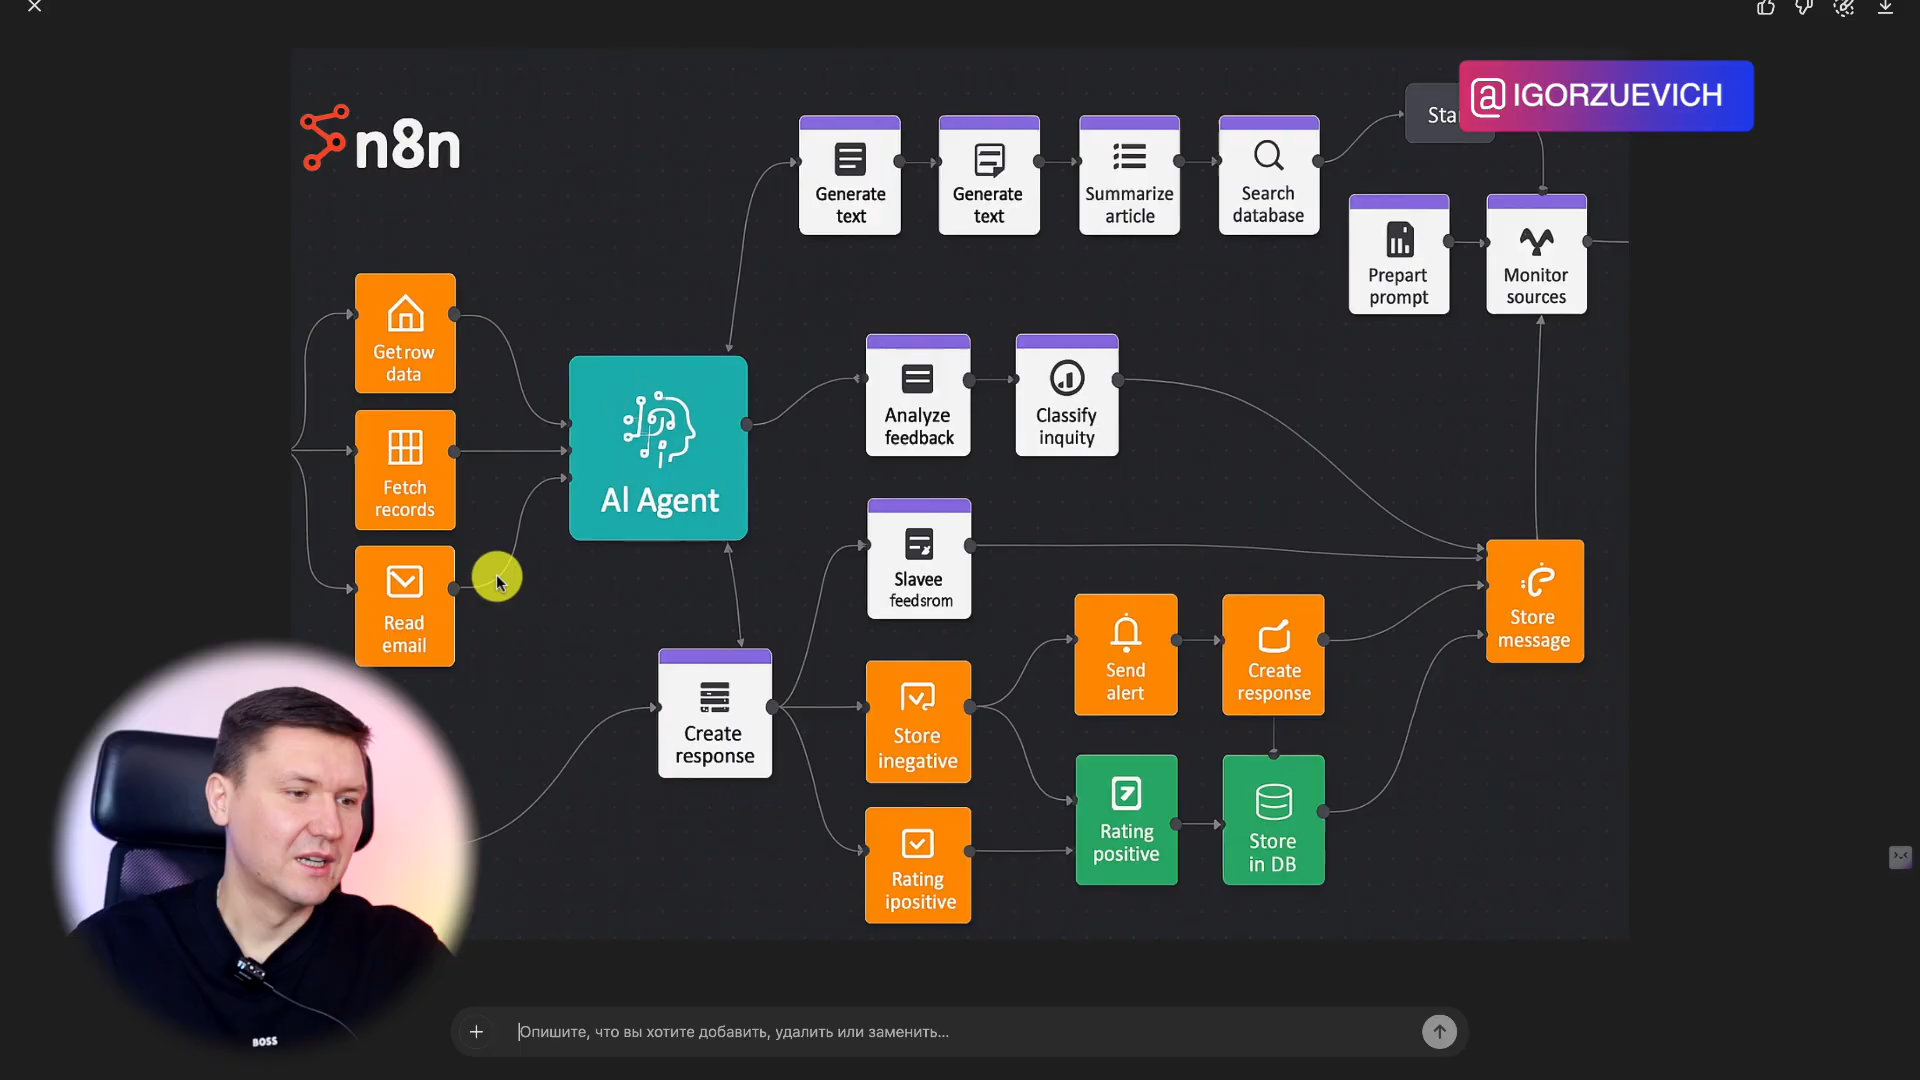 @IGORZUEVICH
n8n
Generate
text
Generate
text
Summarize
article
Search
database
Sta
Prepart
prompt
Monitor
sources
Get row
data
Fetch
records
Read
email
AI Agent
Analyze
feedback
Classify
inquity
Slavee
feedsrom
Create
response
Store
inegative
Rating
ipositive
Send
alert
Create
response
Rating
positive
Store
in DB
Store
message
BOSS
Опишите, что вы хотите добавить, удалить или заменить...